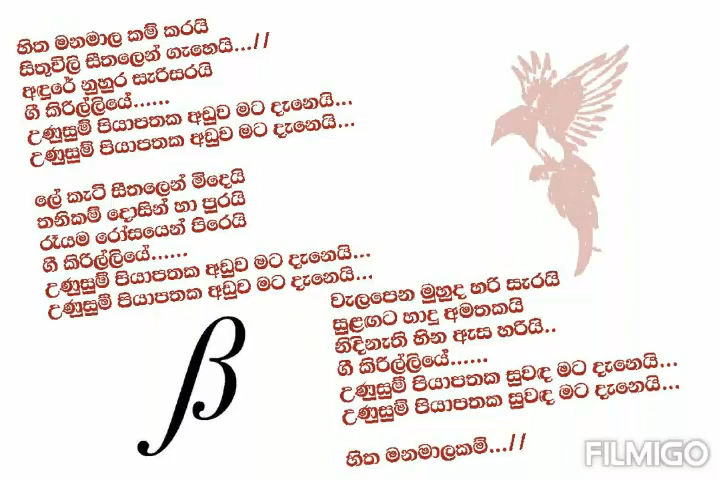 හිත මනමාල කම් කරයි
සිතුවිලි සීතලෙන් ගැහෙයි...//
අඳුරේ නුහුර සැරිසරයි
ගී කිරිල්ලියේ......
උණුසුම් පියාපතක අඩුව මට දැනෙයි...
උණුසුම් පියාපතක අඩුව මට දැනෙයි...
ලේ කැටි සීතලෙන් මිදෙයි
තනිකම් දොසින් හා පුරයි
රෑයම රෝසයෙන් පිරෙයි
ගී කිරිල්ලියේ......
උණුසුම් පියාපතක අඩුව මට දැනෙයි...
උණුසුම් පියාපතක අඩුව මට දැනෙයි...
වැලපෙන මුහුද හරි සැරයි
සුළඟට හාදු අමතකයි
නිදිනැති හීන ඇස හරියි..
ගී කිරිල්ලියේ......
උණුසුම් පියාපතක සුවඳ මට දැනෙයි...
උණුසුම් පියාපතක සුවඳ මට දැනෙයි...
හිත මනමාලකම්...//
β
FILMIGO